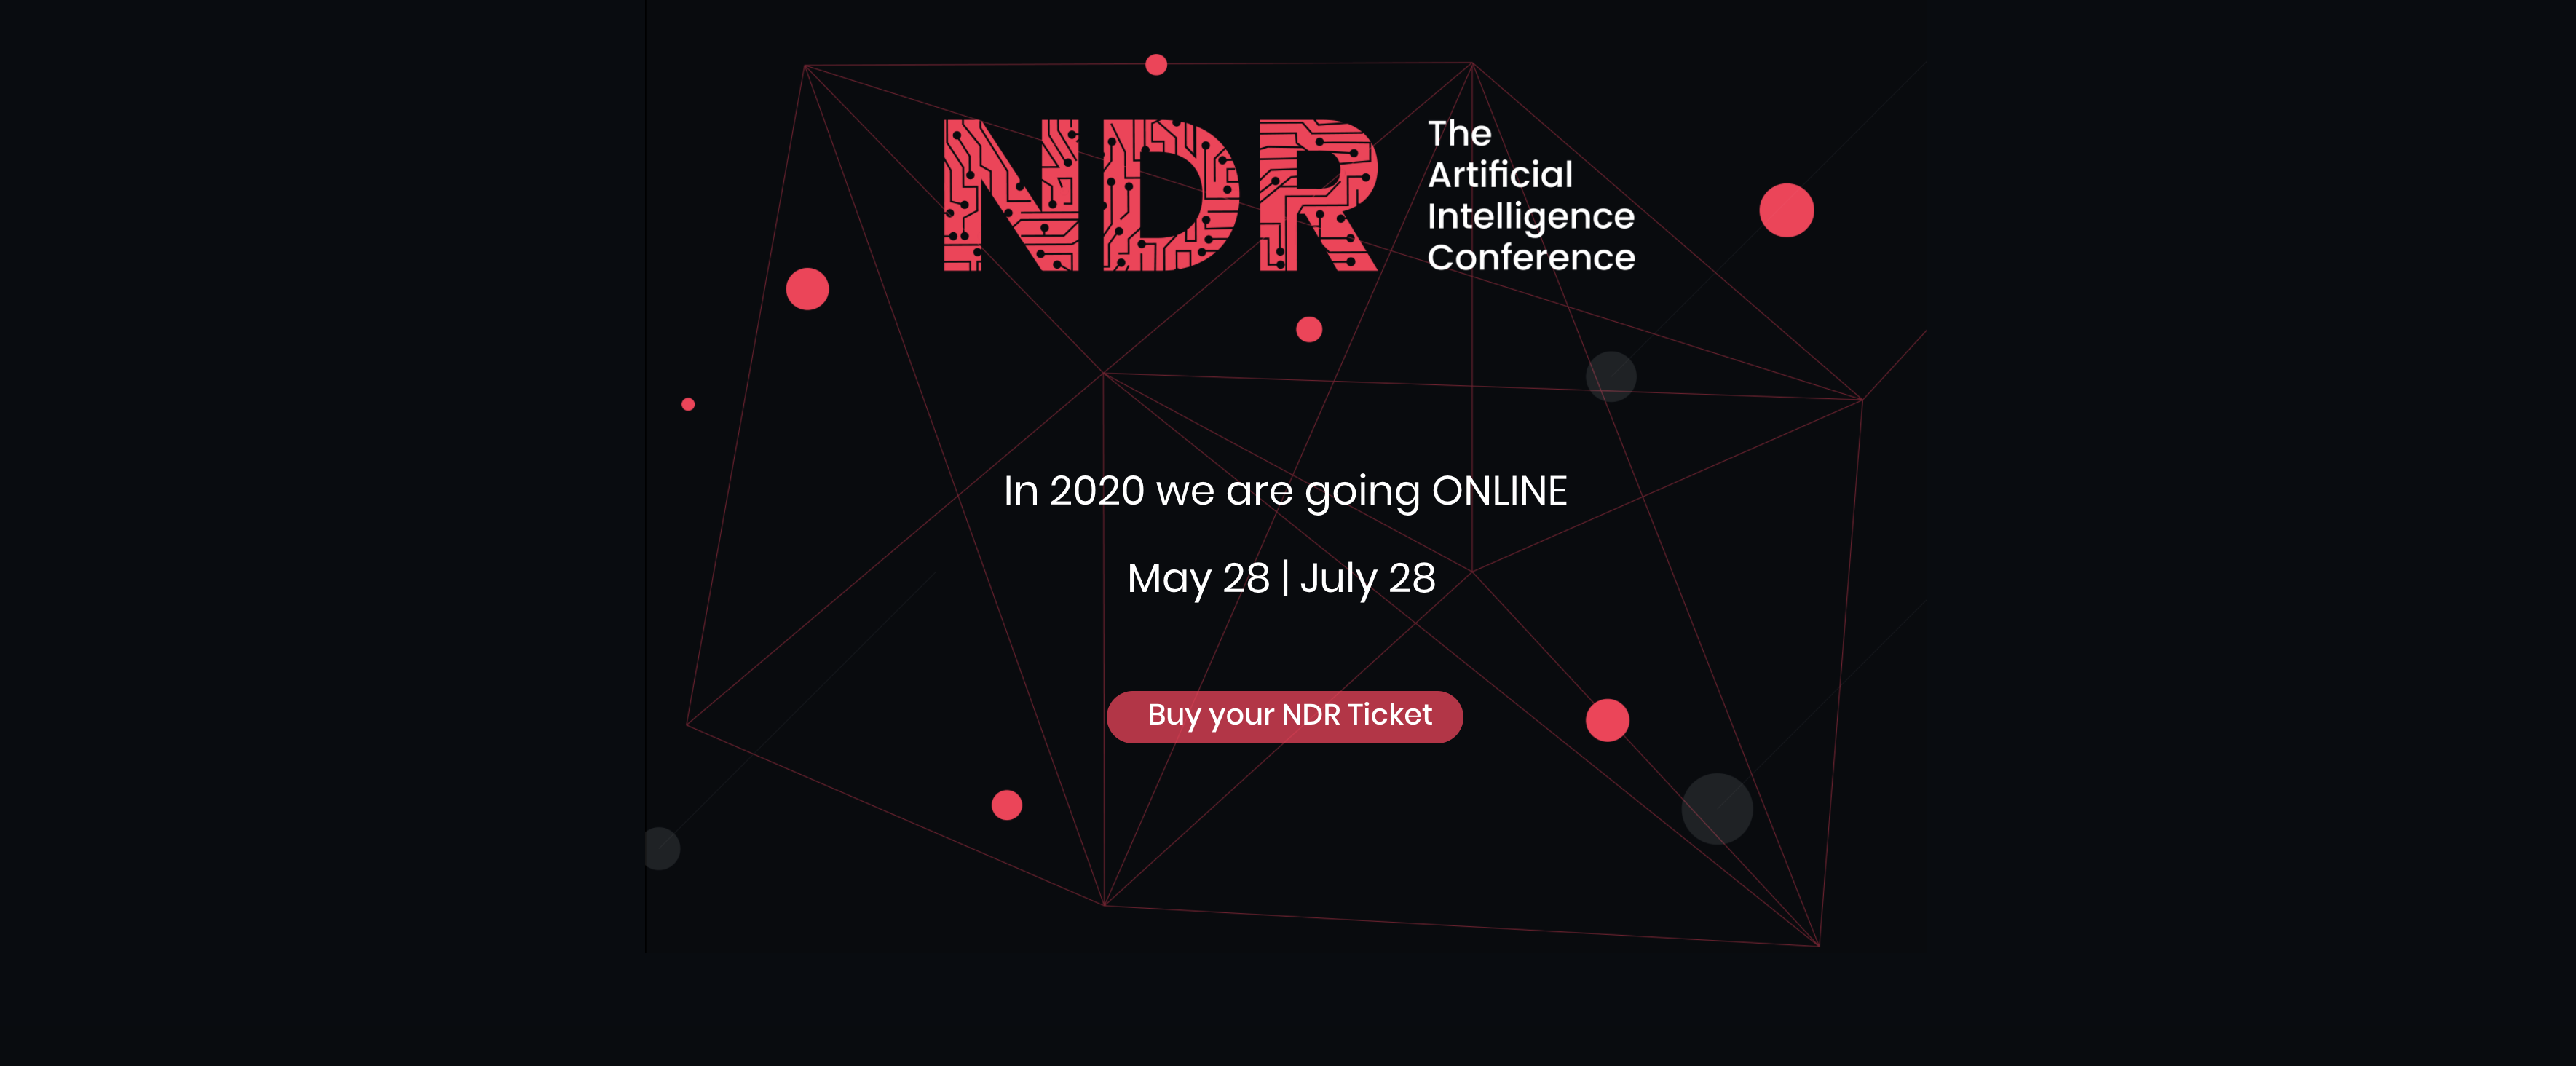 NDR
The
Artificial
Intelligence
Conference
In 2020 we are going ONLINE
May 28 | July 28
Buy your NDR Ticket